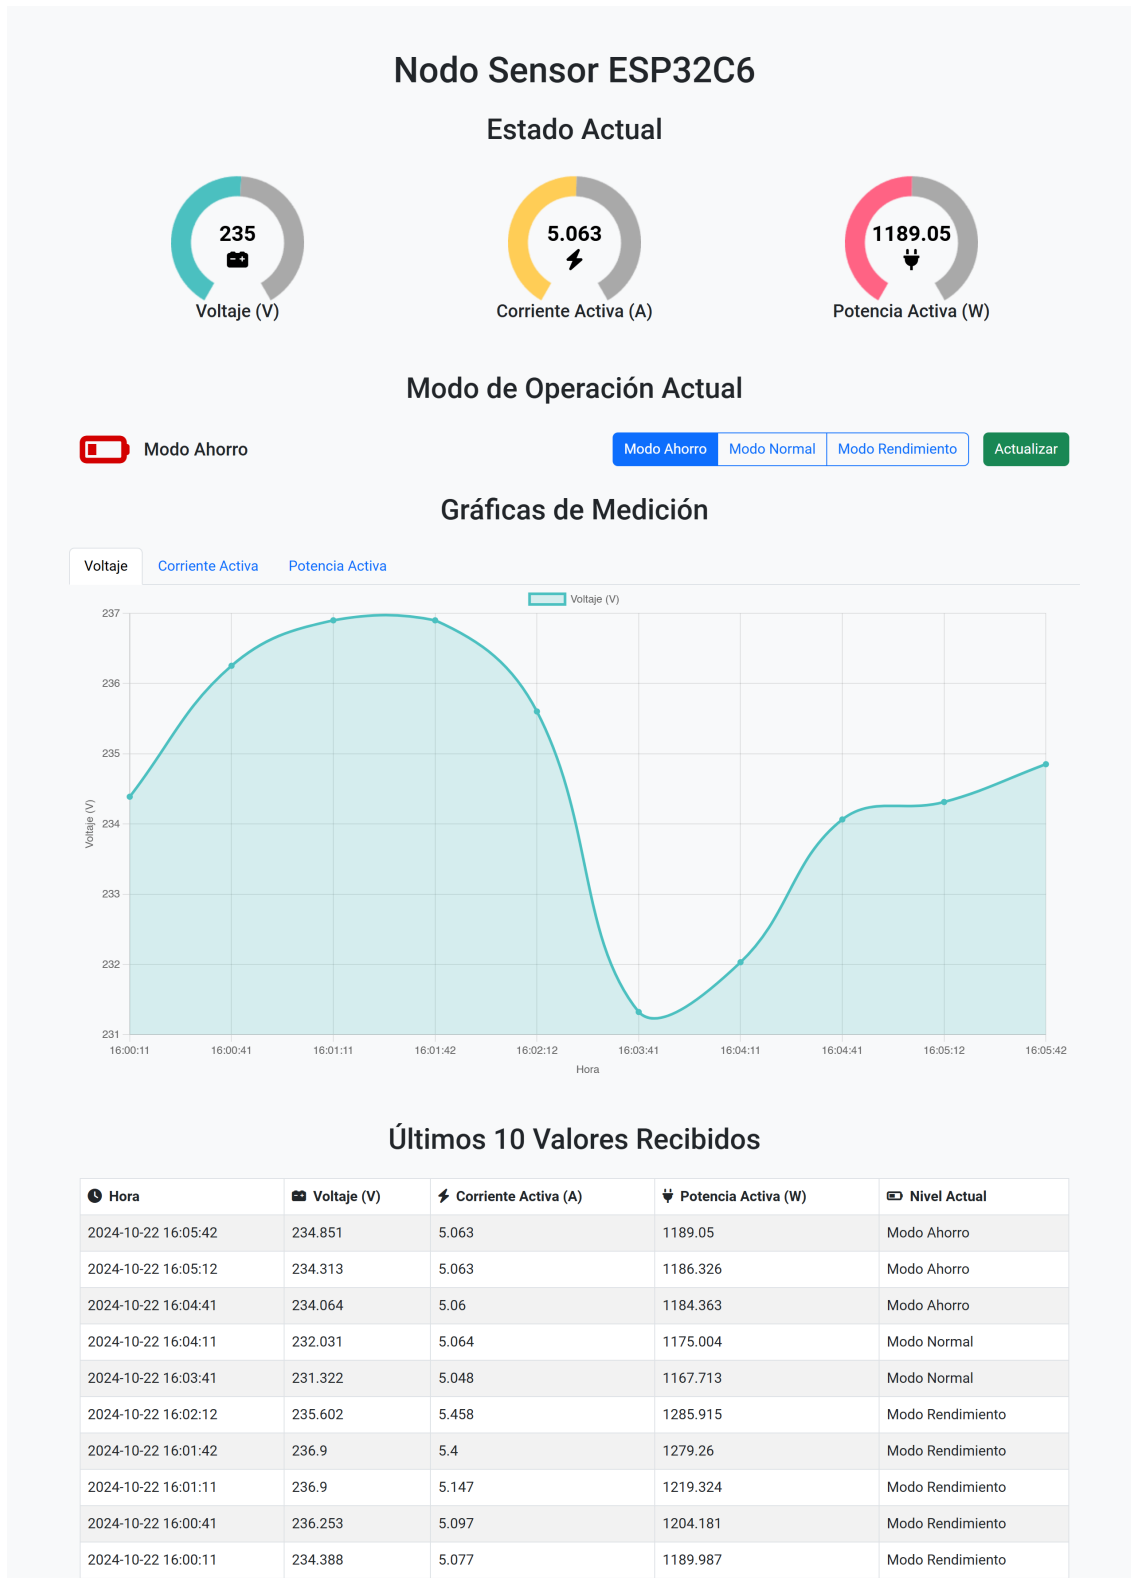 Nodo Sensor ESP32C6
Estado Actual
235 5.063 1189.05
Voltaje (V) Corriente Activa (A) Potencia Activa (W)
Modo de Operación Actual
Modo Ahorro Modo Ahorro Modo Normal Modo Rendimiento Actualizar
Gráficas de Medición
Voltaje Corriente Activa Potencia Activa
Voltaje (V)
237
236
235
234
233
232
231
Voltaje (V)
16:00:11 16:00:41 16:01:11 16:01:42 16:02:12 16:03:41 16:04:11 16:04:41 16:05:12 16:05:42
Hora
Últimos 10 Valores Recibidos
Hora Voltaje (V) Corriente Activa (A) Potencia Activa (W) Nivel Actual
2024-10-22 16:05:42 234.851 5.063 1189.05 Modo Ahorro
2024-10-22 16:05:12 234.313 5.063 1186.326 Modo Ahorro
2024-10-22 16:04:41 234.064 5.06 1184.363 Modo Ahorro
2024-10-22 16:04:11 232.031 5.064 1175.004 Modo Normal
2024-10-22 16:03:41 231.322 5.048 1167.713 Modo Normal
2024-10-22 16:02:12 235.602 5.458 1285.915 Modo Rendimiento
2024-10-22 16:01:42 236.9 5.4 1279.26 Modo Rendimiento
2024-10-22 16:01:11 236.9 5.147 1219.324 Modo Rendimiento
2024-10-22 16:00:41 236.253 5.097 1204.181 Modo Rendimiento
2024-10-22 16:00:11 234.388 5.077 1189.987 Modo Rendimiento